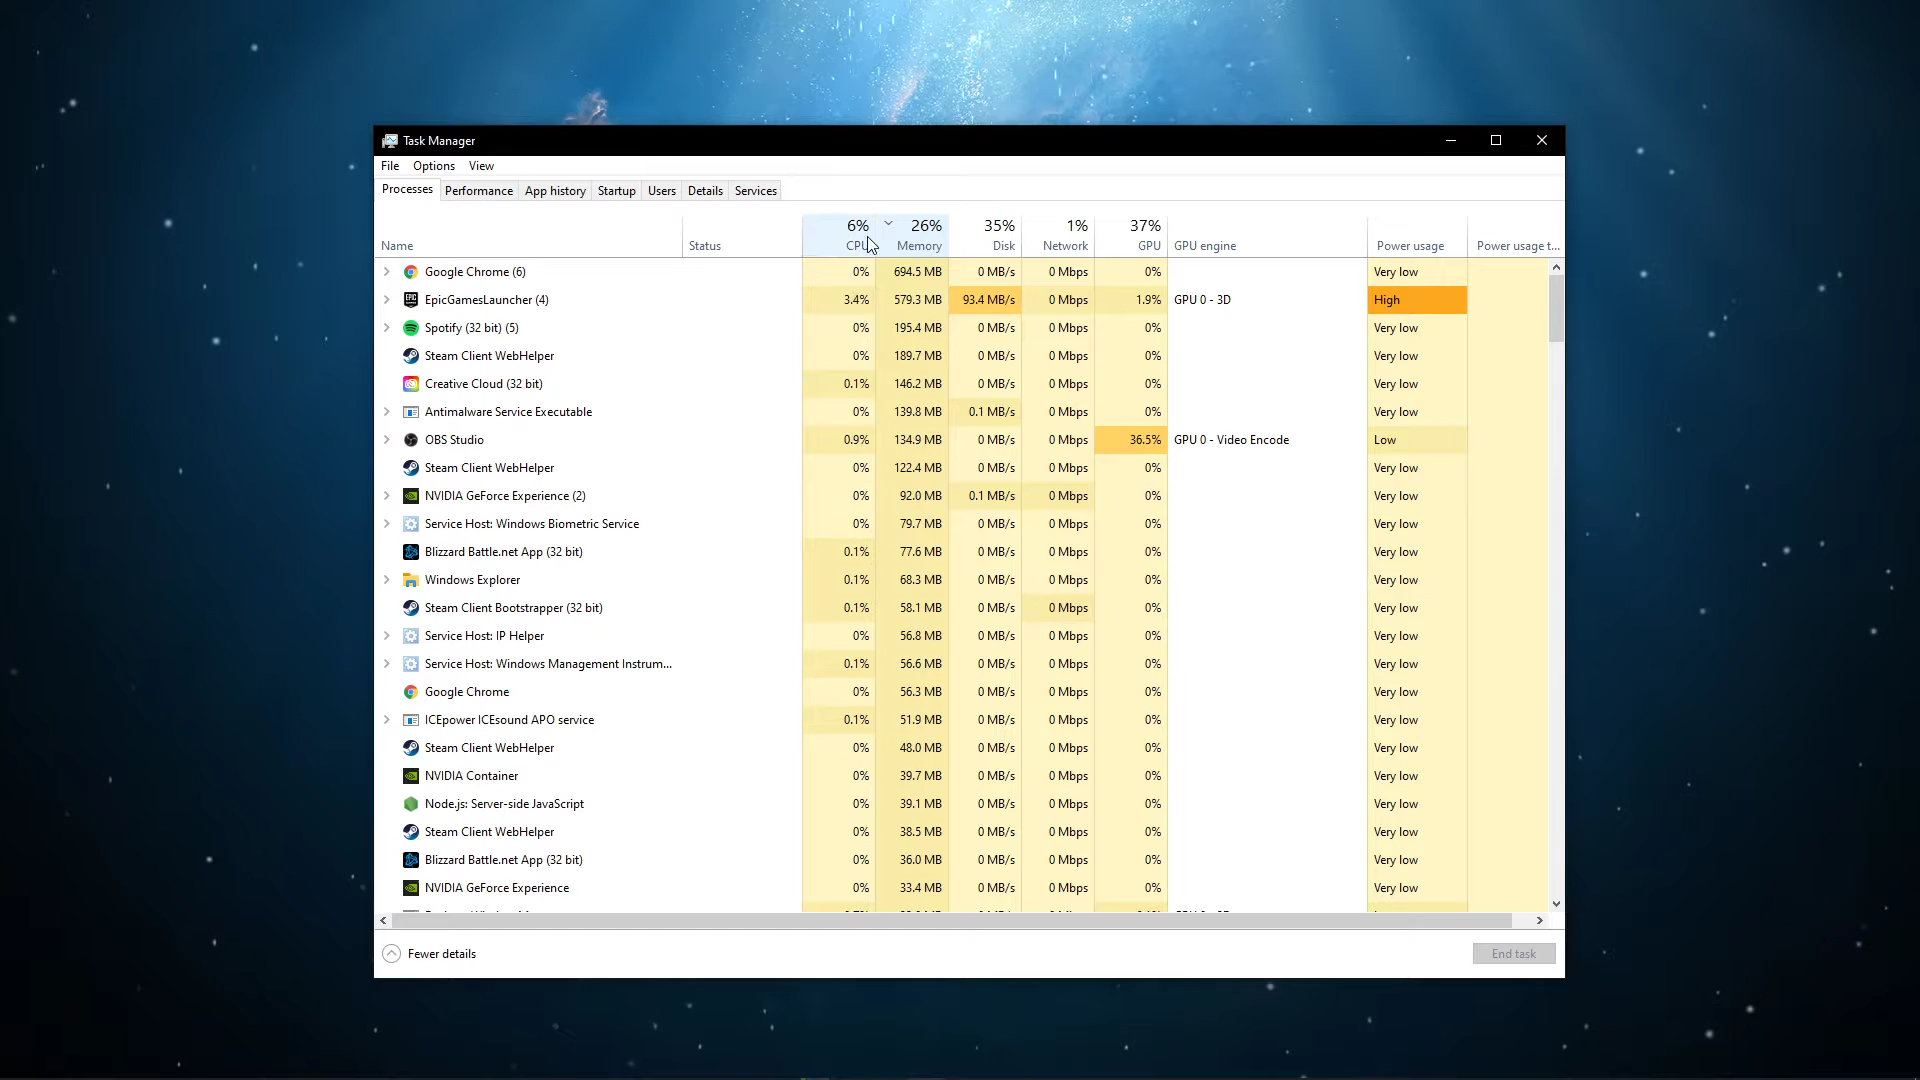 Task Manager
File Options View
Processes Performance App history Startup Users Details Services
6% 26% 35% 1% 37%
Name Status CPU Memory Disk Network GPU GPU engine Power usage Power usage t...
Google Chrome (6) 0% 694.5 MB 0 MB/s 0 Mbps 0% Very low
EPIC EpicGamesLauncher (4) 3.4% 579.3 MB 93.4 MB/s 0 Mbps 1.9% GPU 0 - 3D High
Spotify (32 bit) (5) 0% 195.4 MB 0 MB/s 0 Mbps 0% Very low
Steam Client WebHelper 0% 189.7 MB 0 MB/s 0 Mbps 0% Very low
Creative Cloud (32 bit) 0.1% 146.2 MB 0 MB/s 0 Mbps 0% Very low
Antimalware Service Executable 0% 139.8 MB 0.1 MB/s 0 Mbps 0% Very low
OBS Studio 0.9% 134.9 MB 0 MB/s 0 Mbps 36.5% GPU 0 - Video Encode Low
Steam Client WebHelper 0% 122.4 MB 0 MB/s 0 Mbps 0% Very low
NVIDIA GeForce Experience (2) 0% 92.0 MB 0.1 MB/s 0 Mbps 0% Very low
Service Host: Windows Biometric Service 0% 79.7 MB 0 MB/s 0 Mbps 0% Very low
Blizzard Battle.net App (32 bit) 0.1% 77.6 MB 0 MB/s 0 Mbps 0% Very low
Windows Explorer 0.1% 68.3 MB 0 MB/s 0 Mbps 0% Very low
Steam Client Bootstrapper (32 bit) 0.1% 58.1 MB 0 MB/s 0 Mbps 0% Very low
Service Host: IP Helper 0% 56.8 MB 0 MB/s 0 Mbps 0% Very low
Service Host: Windows Management Instrum... 0.1% 56.6 MB 0 MB/s 0 Mbps 0% Very low
Google Chrome 0% 56.3 MB 0 MB/s 0 Mbps 0% Very low
ICEpower ICEsound APO service 0.1% 51.9 MB 0 MB/s 0 Mbps 0% Very low
Steam Client WebHelper 0% 48.0 MB 0 MB/s 0 Mbps 0% Very low
NVIDIA Container 0% 39.7 MB 0 MB/s 0 Mbps 0% Very low
Node.js: Server-side JavaScript 0% 39.1 MB 0 MB/s 0 Mbps 0% Very low
Steam Client WebHelper 0% 38.5 MB 0 MB/s 0 Mbps 0% Very low
Blizzard Battle.net App (32 bit) 0% 36.0 MB 0 MB/s 0 Mbps 0% Very low
NVIDIA GeForce Experience 0% 33.4 MB 0 MB/s 0 Mbps 0% Very low
Fewer details End task